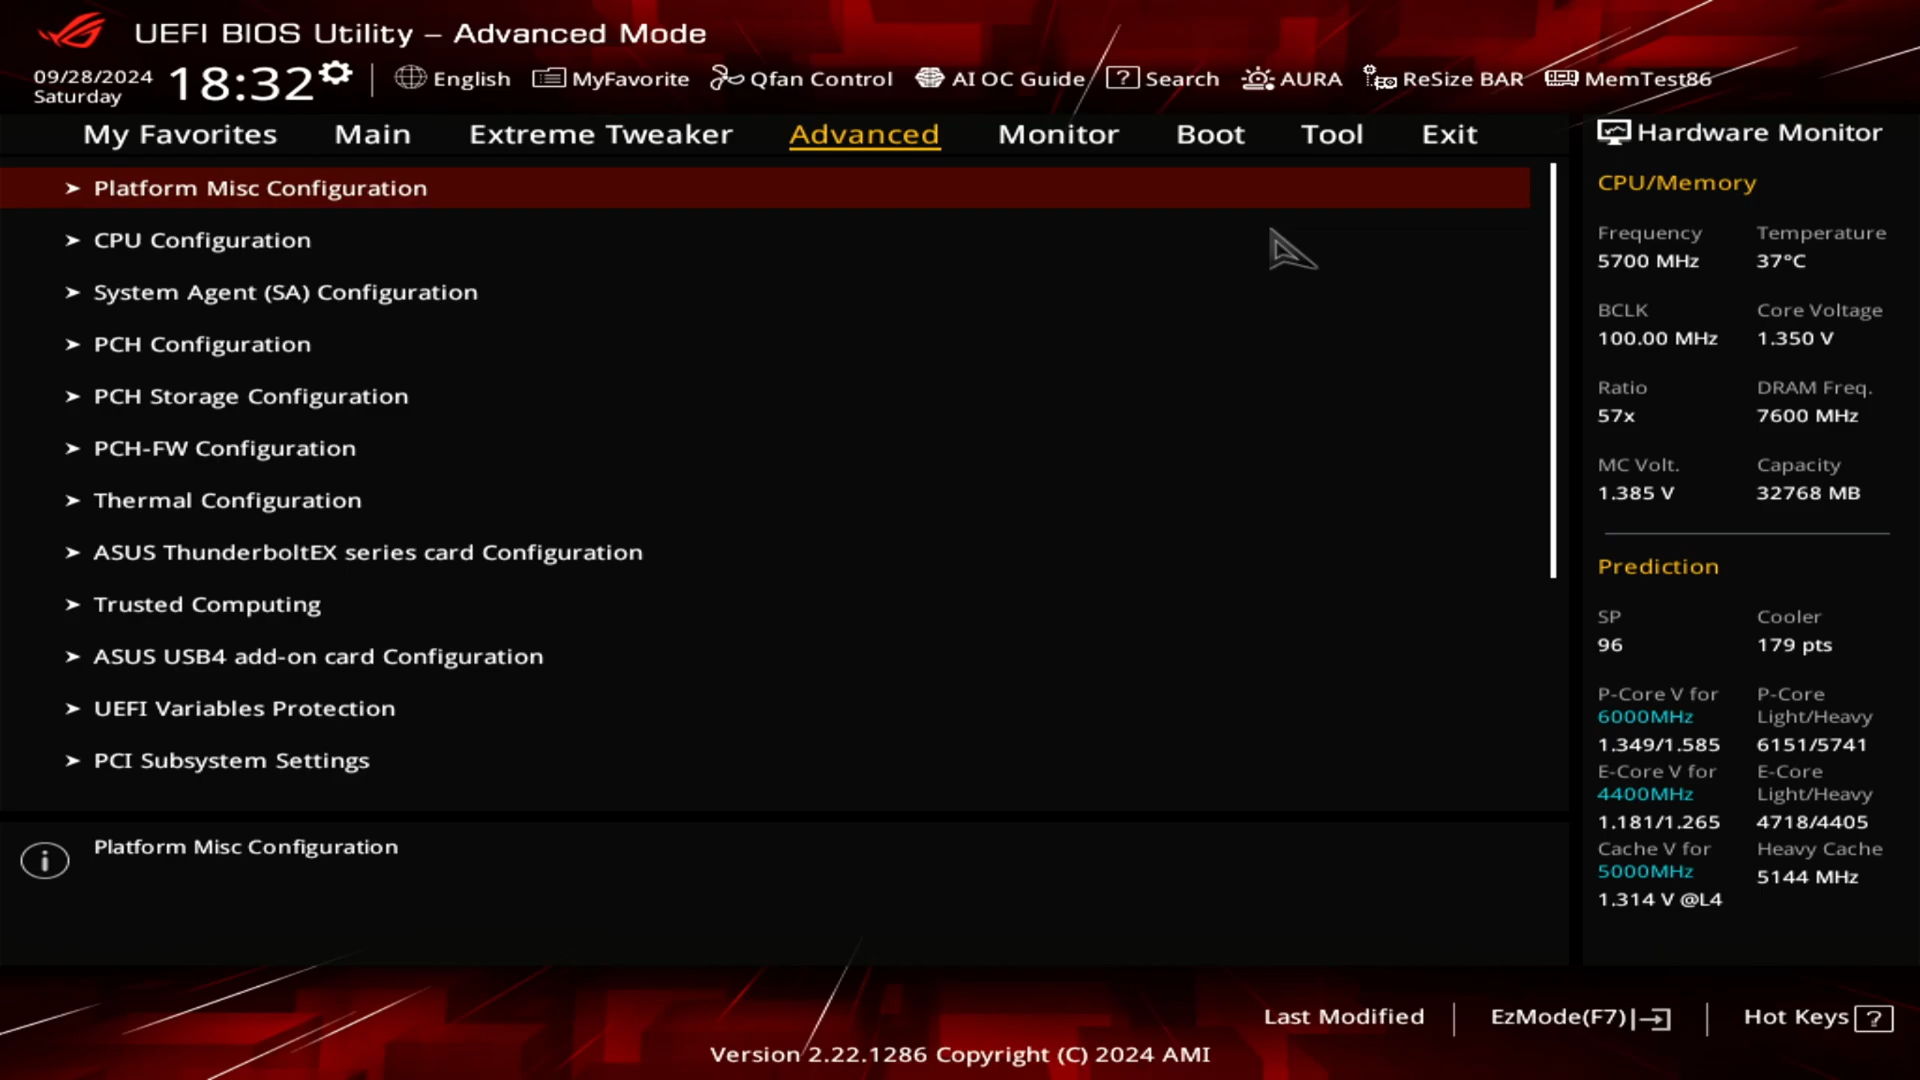 UEFI BIOS Utility – Advanced Mode
09/28/2024
Saturday
18:32
English
MyFavorite
Qfan Control
AI OC Guide
? Search
AURA
ReSize BAR
MemTest86
My Favorites
Main
Extreme Tweaker
Advanced
Monitor
Boot
Tool
Exit
Platform Misc Configuration
CPU Configuration
System Agent (SA) Configuration
PCH Configuration
PCH Storage Configuration
PCH-FW Configuration
Thermal Configuration
ASUS ThunderboltEX series card Configuration
Trusted Computing
ASUS USB4 add-on card Configuration
UEFI Variables Protection
PCI Subsystem Settings
Platform Misc Configuration
Hardware Monitor
CPU/Memory
Frequency Temperature
5700 MHz 37°C
BCLK Core Voltage
100.00 MHz 1.350 V
Ratio DRAM Freq.
57x 7600 MHz
MC Volt. Capacity
1.385 V 32768 MB
Prediction
SP Cooler
96 179 pts
P-Core V for P-Core
6000MHz Light/Heavy
1.349/1.585 6151/5741
E-Core V for E-Core
4400MHz Light/Heavy
1.181/1.265 4718/4405
Cache V for Heavy Cache
5000MHz 5144 MHz
1.314 V @L4
Last Modified
EzMode(F7)
Hot Keys ?
Version 2.22.1286 Copyright (C) 2024 AMI